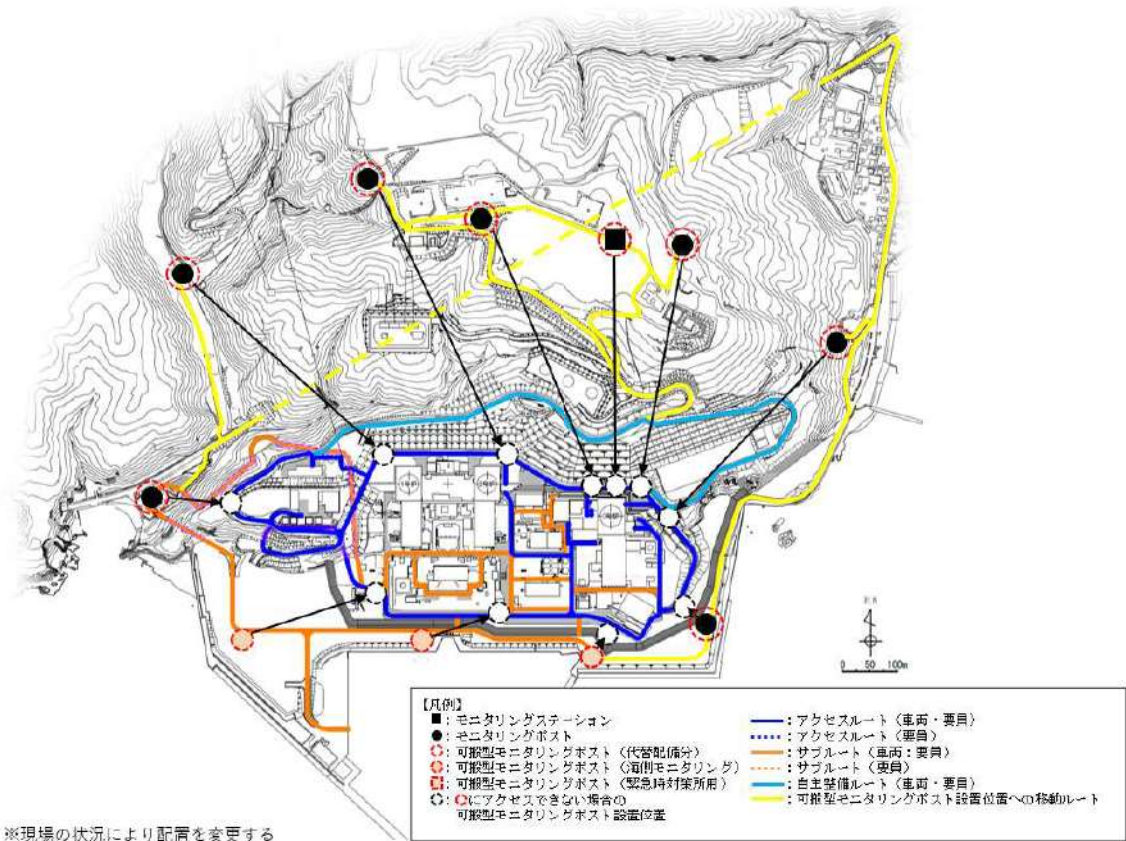 0 50 100m
【凡例】
■：モニタリングステーション
●：モニタリングポスト
：可搬型モニタリングポスト（代替配備分）
：可搬型モニタリングポスト（海側モニタリング）
：可搬型モニタリングポスト（緊急時対策所用）
：にアクセスできない場合の
可搬型モニタリングポスト設置位置
：アクセスルート（車両・要員）
：アクセスルート（要員）
：サブルート（車両・要員）
：サブルート（要員）
：自主整備ルート（車両・要員）
：可搬型モニタリングポスト設置位置への移動ルート
※現場の状況により配置を変更する